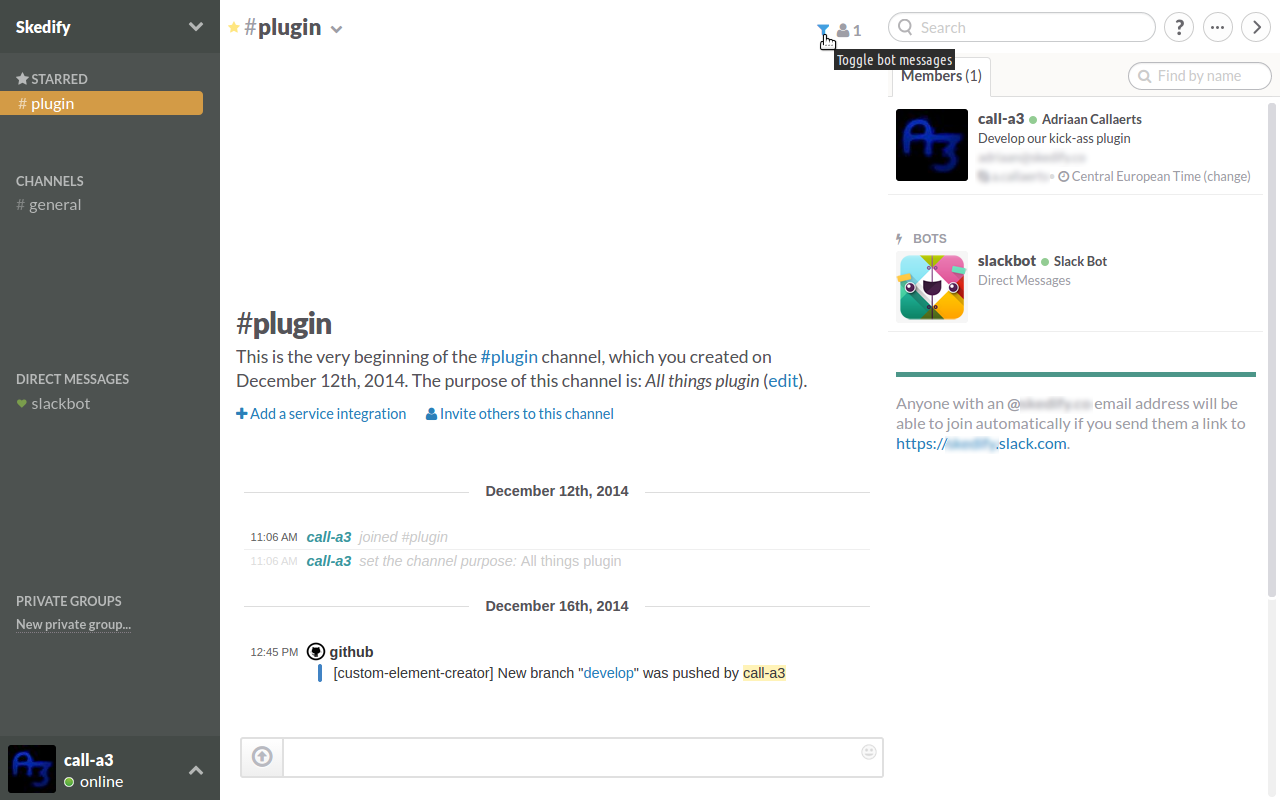 Skedify
STARRED
# plugin
CHANNELS
# general
DIRECT MESSAGES
slackbot
PRIVATE GROUPS
New private group...
call-a3
online
#plugin
1
Toggle bot messages
#plugin
This is the very beginning of the #plugin channel, which you created on
December 12th, 2014. The purpose of this channel is: All things plugin (edit).
Add a service integration Invite others to this channel
December 12th, 2014
11:06 AM call-a3 joined #plugin
11:06 AM call-a3 set the channel purpose: All things plugin
December 16th, 2014
12:45 PM github
[custom-element-creator] New branch "develop" was pushed by call-a3
Search
?
Members (1)
Find by name
A3
call-a3 Adriaan Callaerts
Develop our kick-ass plugin
Central European Time (change)
BOTS
slackbot Slack Bot
Direct Messages
Anyone with an @ email address will be
able to join automatically if you send them a link to
https:// .slack.com.